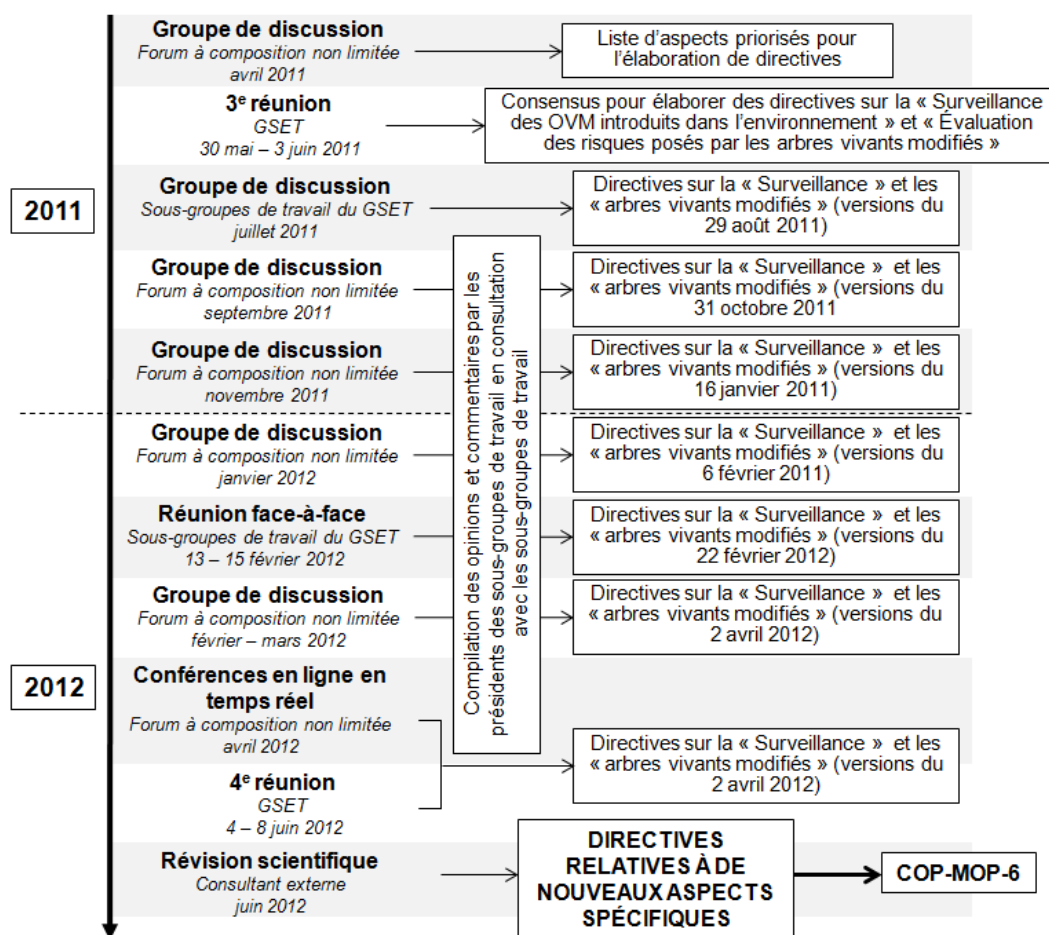 Groupe de discussion
Forum à composition non limitée
avril 2011
Liste d'aspects priorisés pour
l'élaboration de directives
3e réunion
GSET
30 mai – 3 juin 2011
Consensus pour élaborer des directives sur la « Surveillance
des OVM introduits dans l'environnement » et « Évaluation
des risques posés par les arbres vivants modifiés »
2011
Groupe de discussion
Sous-groupes de travail du GSET
juillet 2011
Directives sur la « Surveillance » et les
« arbres vivants modifiés » (versions du
29 août 2011)
Groupe de discussion
Forum à composition non limitée
septembre 2011
Directives sur la « Surveillance » et les
« arbres vivants modifiés » (versions du
31 octobre 2011
Groupe de discussion
Forum à composition non limitée
novembre 2011
Directives sur la « Surveillance » et les
« arbres vivants modifiés » (versions du
16 janvier 2011)
Compilation des opinions et commentaires par les
présidents des sous-groupes de travail en consultation
avec les sous-groupes de travail
Groupe de discussion
Forum à composition non limitée
janvier 2012
Directives sur la « Surveillance » et les
« arbres vivants modifiés » (versions du
6 février 2011)
Réunion face-à-face
Sous-groupes de travail du GSET
13 – 15 février 2012
Directives sur la « Surveillance » et les
« arbres vivants modifiés » (versions du
22 février 2012)
Groupe de discussion
Forum à composition non limitée
février – mars 2012
Directives sur la « Surveillance » et les
« arbres vivants modifiés » (versions du
2 avril 2012)
2012
Conférences en ligne en
temps réel
Forum à composition non limitée
avril 2012
4e réunion
GSET
4 – 8 juin 2012
Directives sur la « Surveillance » et les
« arbres vivants modifiés » (versions du
2 avril 2012)
Révision scientifique
Consultant externe
juin 2012
DIRECTIVES
RELATIVES À DE
NOUVEAUX ASPECTS
SPÉCIFIQUES
COP-MOP-6